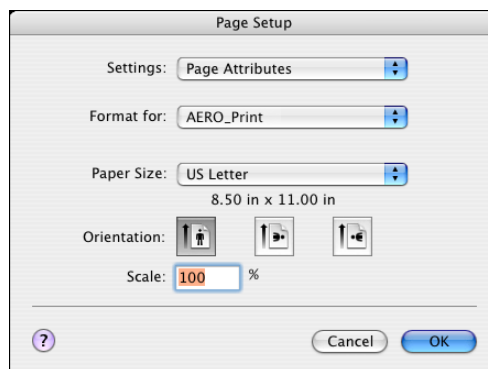 Page Setup
Settings: Page Attributes
Format for: AERO_Print
Paper Size: US Letter
8.50 in x 11.00 in
Orientation:
Scale: 100 %
? Cancel OK